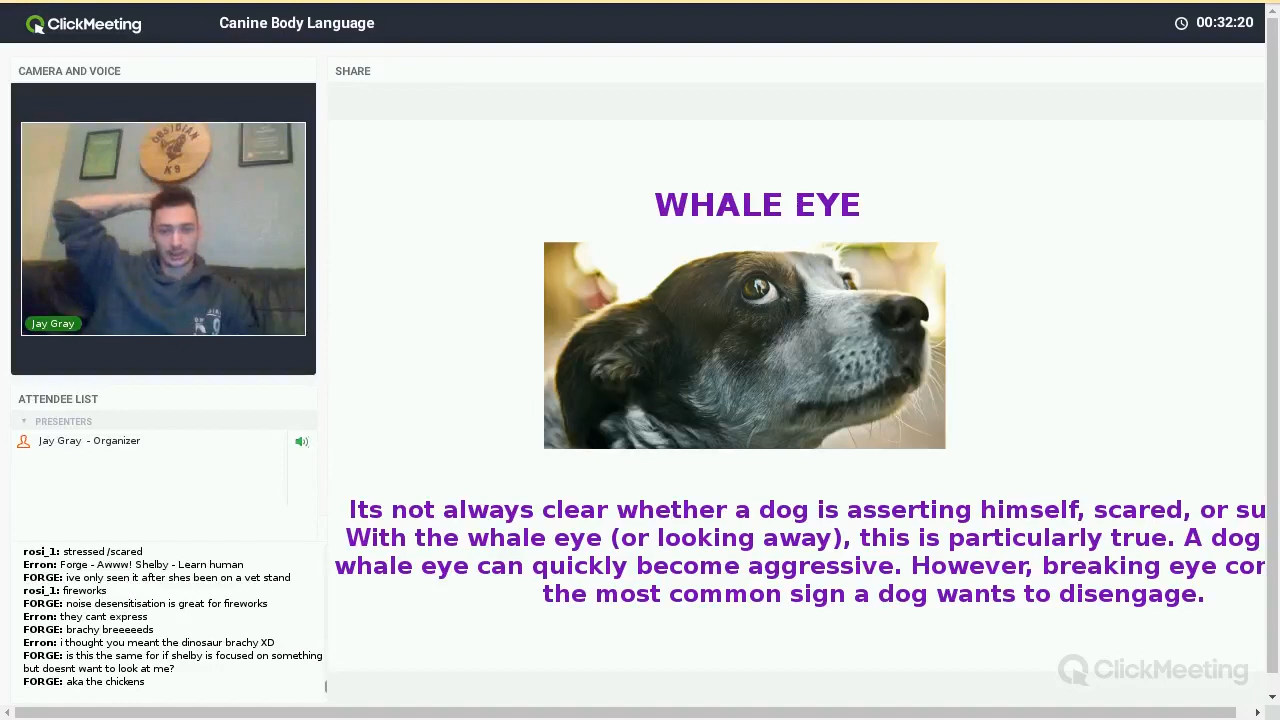 ClickMeeting
Canine Body Language
00:32:20
CAMERA AND VOICE
OBSIDIAN
K9
Jay Gray
ATTENDEE LIST
PRESENTERS
Jay Gray - Organizer
rosi_1: stressed /scared
Erron: Forge - Awww! Shelby - Learn human
FORGE: ive only seen it after shes been on a vet stand
rosi_1: fireworks
FORGE: noise desensitisation is great for fireworks
Erron: they cant express
FORGE: brachy breeeeds
Erron: i thought you meant the dinosaur brachy XD
FORGE: is this the same for if shelby is focused on something
but doesnt want to look at me?
FORGE: aka the chickens
SHARE
WHALE EYE
Its not always clear whether a dog is asserting himself, scared, or su
With the whale eye (or looking away), this is particularly true. A dog
whale eye can quickly become aggressive. However, breaking eye con
the most common sign a dog wants to disengage.
ClickMeeting